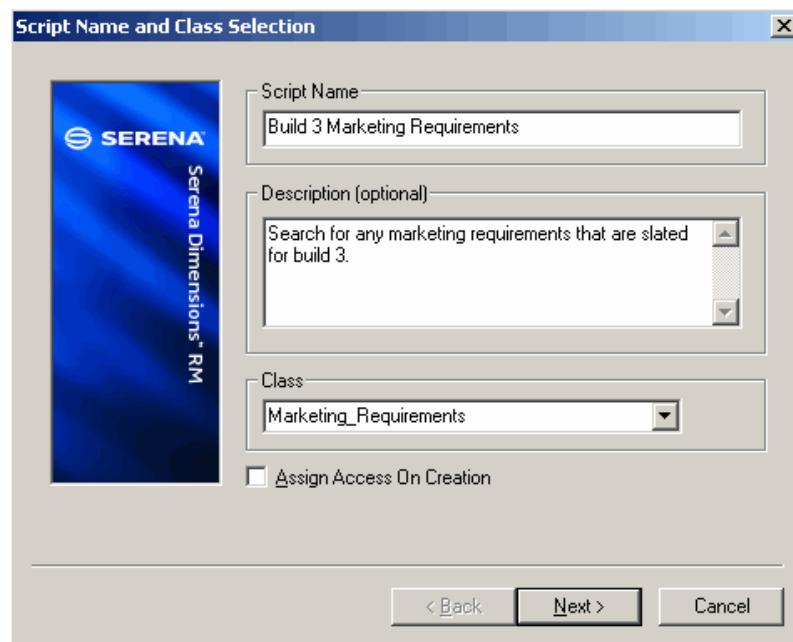 Script Name and Class Selection
SERENA
Serena Dimensions™ RM
Script Name
Build 3 Marketing Requirements
Description (optional)
Search for any marketing requirements that are slated
for build 3.
Class
Marketing_Requirements
Assign Access On Creation
< Back
Next >
Cancel